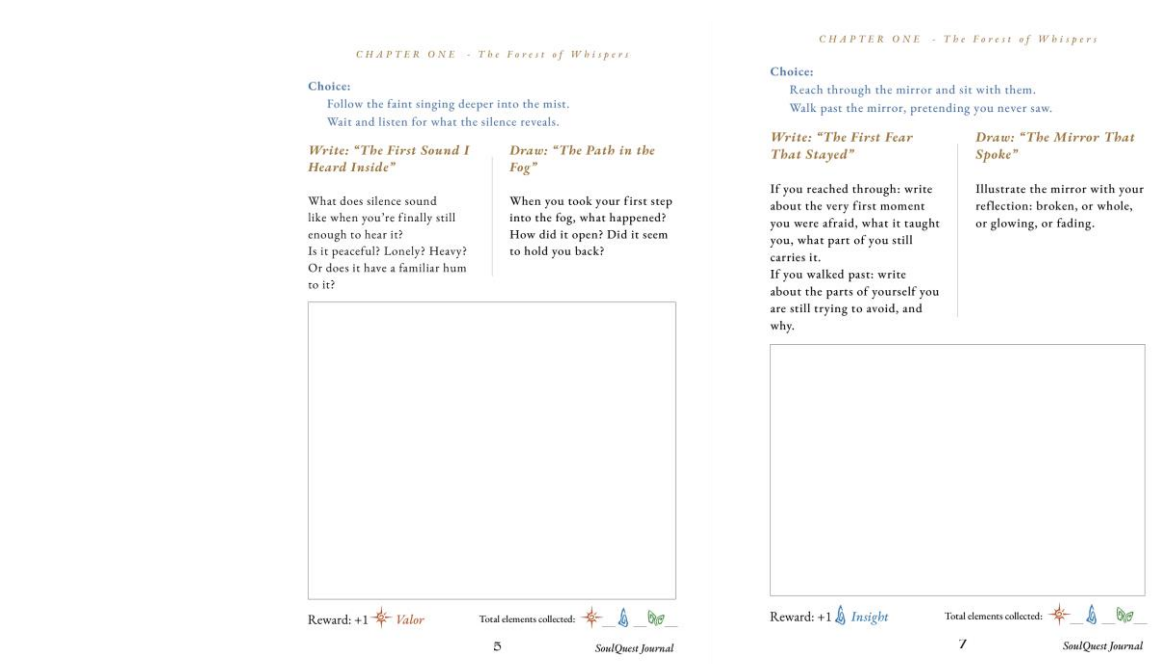 CHAPTER ONE - The Forest of Whispers
Choice:
Follow the faint singing deeper into the mist.
Wait and listen for what the silence reveals.
Write: “The First Sound I
Heard Inside”
What does silence sound
like when you’re finally still
enough to hear it?
Is it peaceful? Lonely? Heavy?
Or does it have a familiar hum
to it?
Draw: “The Path in the
Fog”
When you took your first step
into the fog, what happened?
How did it open? Did it seem
to hold you back?
Reward: +1 Valor
Total elements collected: __ __ __
5
SoulQuest Journal
CHAPTER ONE - The Forest of Whispers
Choice:
Reach through the mirror and sit with them.
Walk past the mirror, pretending you never saw.
Write: “The First Fear
That Stayed”
If you reached through: write
about the very first moment
you were afraid, what it taught
you, what part of you still
carries it.
If you walked past: write
about the parts of yourself you
are still trying to avoid, and
why.
Draw: “The Mirror That
Spoke”
Illustrate the mirror with your
reflection: broken, or whole,
or glowing, or fading.
Reward: +1 Insight
Total elements collected: __ __ __
7
SoulQuest Journal